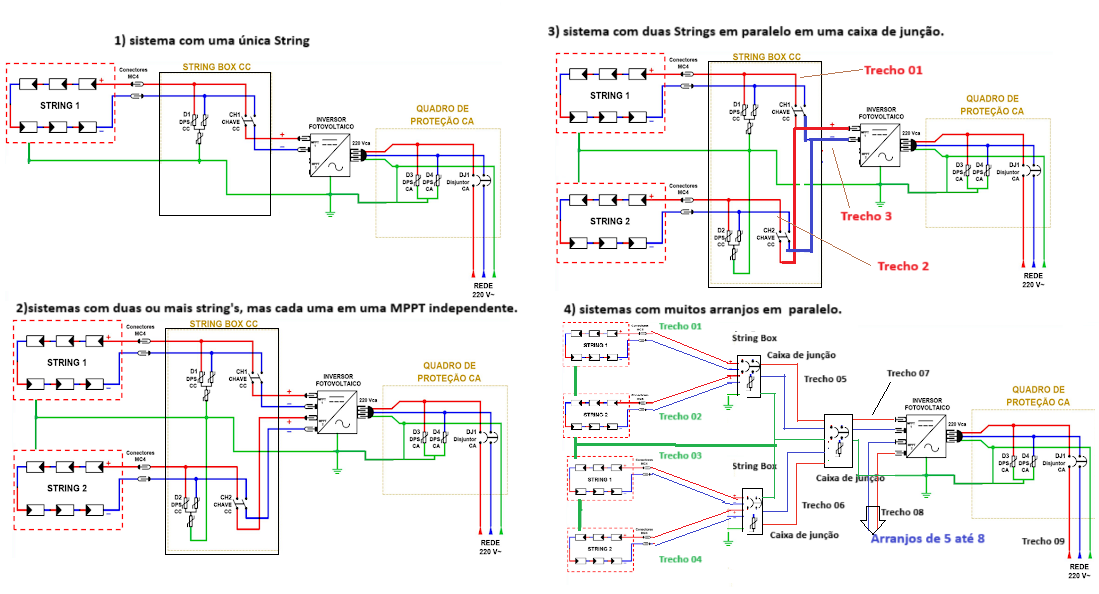 1) sistema com uma única String
Conectores
MC4
STRING BOX CC
STRING 1
D1
DPS
CC
CH1
CHAVE
CC
INVERSOR
FOTOVOLTAICO
+
–
220 Vca
QUADRO DE
PROTEÇÃO CA
D3
DPS
CA
D4
DPS
CA
DJ1
Disjuntor
CA
REDE
220 V~
2)sistemas com duas ou mais string's, mas cada uma em uma MPPT independente.
STRING BOX CC
Conectores
MC4
STRING 1
D1
DPS
CC
CH1
CHAVE
CC
INVERSOR
FOTOVOLTAICO
+
–
+
–
220 Vca
QUADRO DE
PROTEÇÃO CA
D3
DPS
CA
D4
DPS
CA
DJ1
Disjuntor
CA
Conectores
MC4
STRING 2
D2
DPS
CC
CH2
CHAVE
CC
REDE
220 V~
3) sistema com duas Strings em paralelo em uma caixa de junção.
STRING BOX CC
Conectores
MC4
Trecho 01
STRING 1
D1
DPS
CC
CH1
CHAVE
CC
INVERSOR
FOTOVOLTAICO
+
–
220 Vca
QUADRO DE
PROTEÇÃO CA
D3
DPS
CA
D4
DPS
CA
DJ1
Disjuntor
CA
Conectores
MC4
STRING 2
D2
DPS
CC
CH2
CHAVE
CC
Trecho 3
Trecho 2
REDE
220 V~
4) sistemas com muitos arranjos em  paralelo.
Trecho 01
Conectores
MC4
STRING 1
String Box
Caixa de junção
Trecho 05
Trecho 07
STRING 2
Trecho 02
INVERSOR
FOTOVOLTAICO
220 Vca
QUADRO DE
PROTEÇÃO CA
D3
DPS
CA
D4
DPS
CA
DJ1
Disjuntor
CA
Trecho 03
STRING 1
String Box
Caixa de junção
Trecho 06
Trecho 08
Conectores
MC4
STRING 2
Caixa de junção
Arranjos de 5 até 8
Trecho 09
Trecho 04
REDE
220 V~